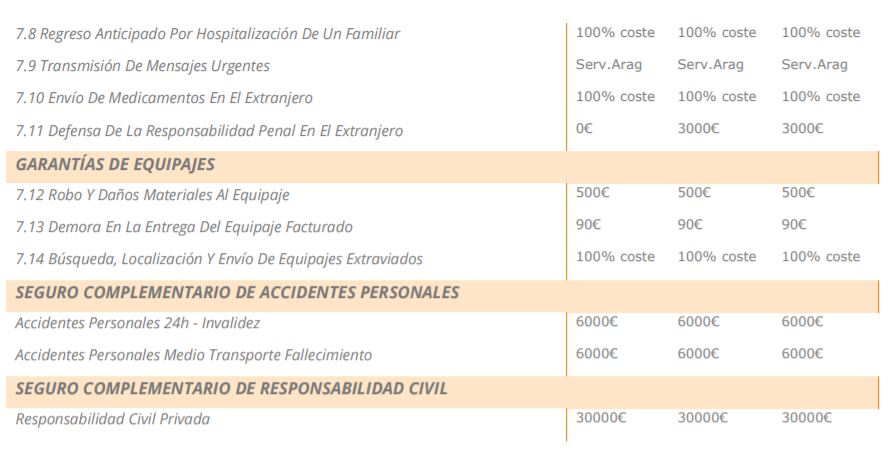 7.8 Regreso Anticipado Por Hospitalización De Un Familiar 100% coste 100% coste 100% coste
7.9 Transmisión De Mensajes Urgentes Serv.Arag Serv.Arag Serv.Arag
7.10 Envío De Medicamentos En El Extranjero 100% coste 100% coste 100% coste
7.11 Defensa De La Responsabilidad Penal En El Extranjero 0€ 3000€ 3000€
GARANTÍAS DE EQUIPAJES
7.12 Robo Y Daños Materiales Al Equipaje 500€ 500€ 500€
7.13 Demora En La Entrega Del Equipaje Facturado 90€ 90€ 90€
7.14 Búsqueda, Localización Y Envío De Equipajes Extraviados 100% coste 100% coste 100% coste
SEGURO COMPLEMENTARIO DE ACCIDENTES PERSONALES
Accidentes Personales 24h - Invalidez 6000€ 6000€ 6000€
Accidentes Personales Medio Transporte Fallecimiento 6000€ 6000€ 6000€
SEGURO COMPLEMENTARIO DE RESPONSABILIDAD CIVIL
Responsabilidad Civil Privada 30000€ 30000€ 30000€